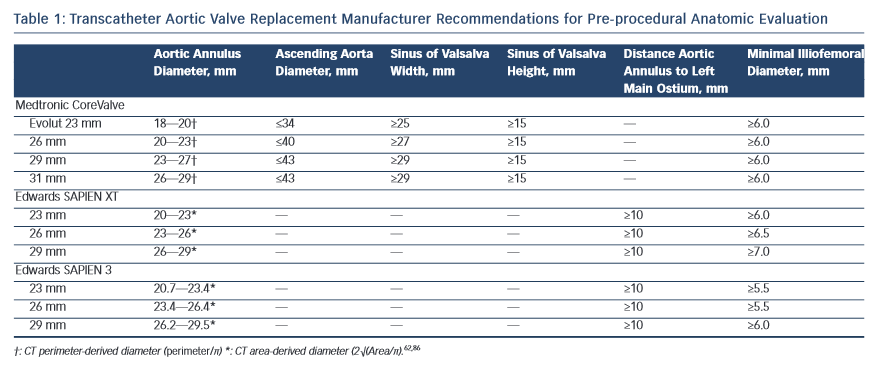 Table 1: Transcatheter Aortic Valve Replacement Manufacturer Recommendations for Pre-procedural Anatomic Evaluation
Aortic Annulus Diameter, mm Ascending Aorta Diameter, mm Sinus of Valsalva Width, mm Sinus of Valsalva Height, mm Distance Aortic Annulus to Left Main Ostium, mm Minimal Illiofemoral Diameter, mm
Medtronic CoreValve
Evolut 23 mm 18—20† ≤34 ≥25 ≥15 — ≥6.0
26 mm 20—23† ≤40 ≥27 ≥15 — ≥6.0
29 mm 23—27† ≤43 ≥29 ≥15 — ≥6.0
31 mm 26—29† ≤43 ≥29 ≥15 — ≥6.0
Edwards SAPIEN XT
23 mm 20—23* — — — ≥10 ≥6.0
26 mm 23—26* — — — ≥10 ≥6.5
29 mm 26—29* — — — ≥10 ≥7.0
Edwards SAPIEN 3
23 mm 20.7—23.4* — — — ≥10 ≥5.5
26 mm 23.4—26.4* — — — ≥10 ≥5.5
29 mm 26.2—29.5* — — — ≥10 ≥6.0
†: CT perimeter-derived diameter (perimeter/π) *: CT area-derived diameter (2√(Area/π).62,86